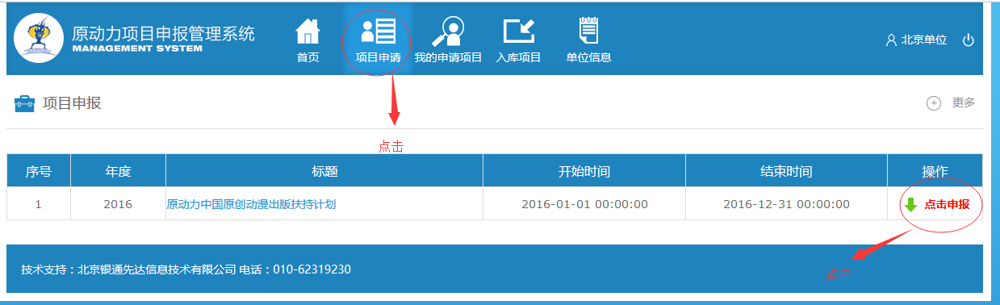 原动力项目申报管理系统
MANAGEMENT SYSTEM
首页
项目申请
我的申请项目
入库项目
单位信息
北京单位
项目申报
更多
点击
序号 年度 标题 开始时间 结束时间 操作
1 2016 原动力中国原创动漫出版扶持计划 2016-01-01 00:00:00 2016-12-31 00:00:00 点击申报
技术支持：北京银通先达信息技术有限公司 电话：010-62319230
点击